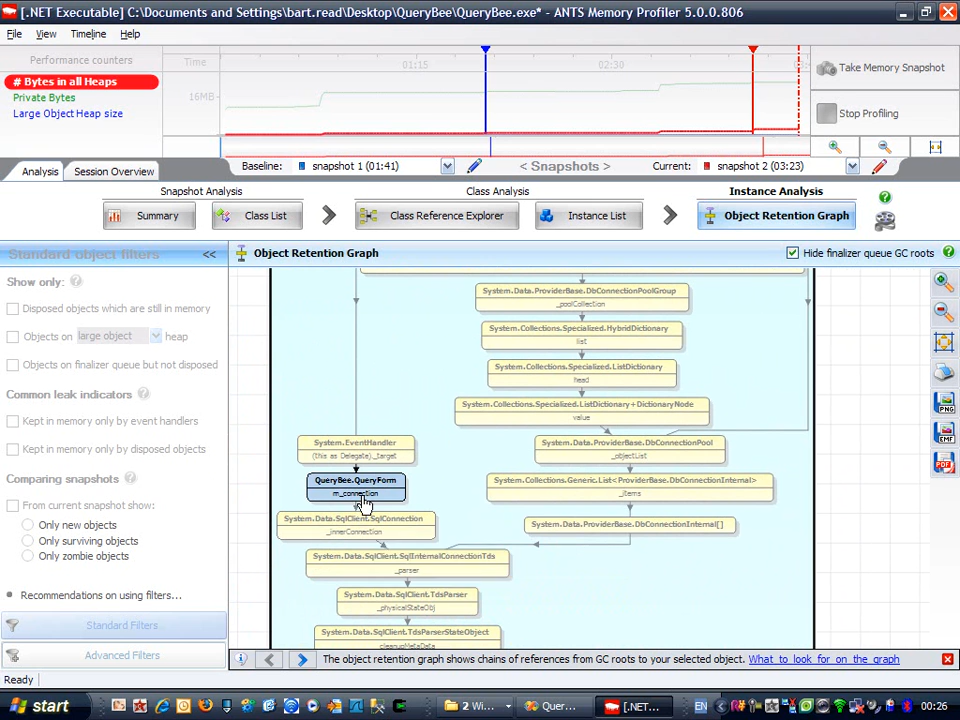 [.NET Executable] C:\Documents and Settings\bart.read\Desktop\QueryBee\QueryBee.exe* - ANTS Memory Profiler 5.0.0.806
File View Timeline Help
Performance counters
# Bytes in all Heaps
Private Bytes
Large Object Heap size
Time
01:15
02:30
16MB
Take Memory Snapshot
Stop Profiling
Analysis
Session Overview
Baseline: snapshot 1 (01:41)
< Snapshots >
Current: snapshot 2 (03:23)
Snapshot Analysis
Class Analysis
Instance Analysis
Summary
Class List
Class Reference Explorer
Instance List
Object Retention Graph
Standard object filters
<<
Object Retention Graph
Hide finalizer queue GC roots
Show only:
Disposed objects which are still in memory
Objects on large object heap
Objects on finalizer queue but not disposed
Common leak indicators
Kept in memory only by event handlers
Kept in memory only by disposed objects
Comparing snapshots
From current snapshot show:
Only new objects
Only surviving objects
Only zombie objects
Recommendations on using filters...
Standard Filters
Advanced Filters
System.Data.ProviderBase.DbConnectionPoolGroup
_poolCollection
System.Collections.Specialized.HybridDictionary
list
System.Collections.Specialized.ListDictionary
head
System.Collections.Specialized.ListDictionary+DictionaryNode
value
System.EventHandler
(this as Delegate)._target
System.Data.ProviderBase.DbConnectionPool
_objectList
QueryBee.QueryForm
m_connection
System.Collections.Generic.List<ProviderBase.DbConnectionInternal>
_items
System.Data.SqlClient.SqlConnection
_innerConnection
System.Data.ProviderBase.DbConnectionInternal[]
System.Data.SqlClient.SqlInternalConnectionTds
_parser
System.Data.SqlClient.TdsParser
_physicalStateObj
System.Data.SqlClient.TdsParserStateObject
_cleanupMetaData
PNG
EMF
PDF
The object retention graph shows chains of references from GC roots to your selected object. What to look for on the graph
Ready
start
2 Wi...
Quer...
[.NET...
EN
00:26